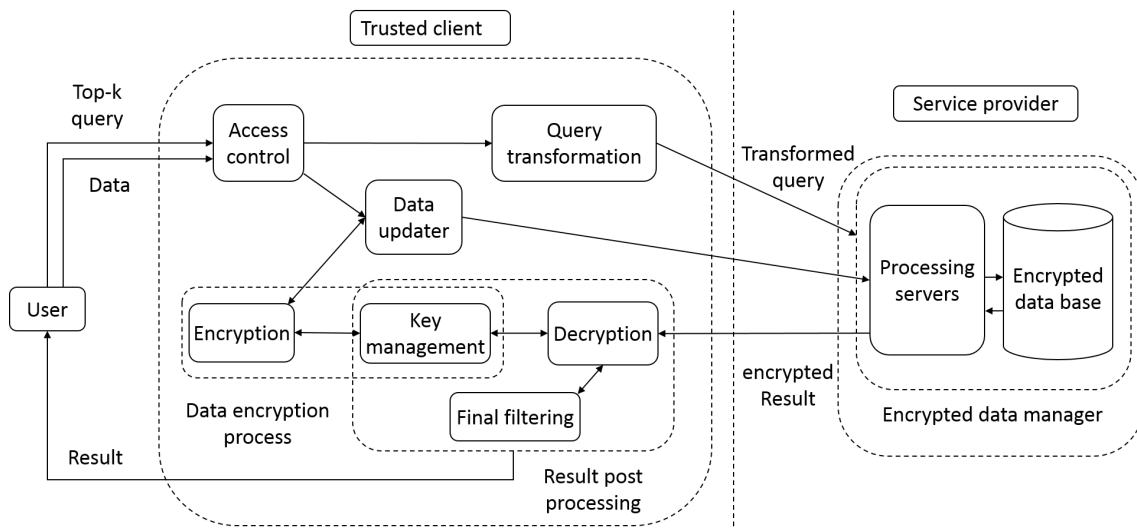 Trusted client
Service provider
Top-k
query
Access
control
Query
transformation
Transformed
query
Data
Data
updater
Processing
servers
Encrypted
data base
User
Encryption
Key
management
Decryption
encrypted
Result
Final filtering
Data encryption
process
Encrypted data manager
Result
Result post
processing